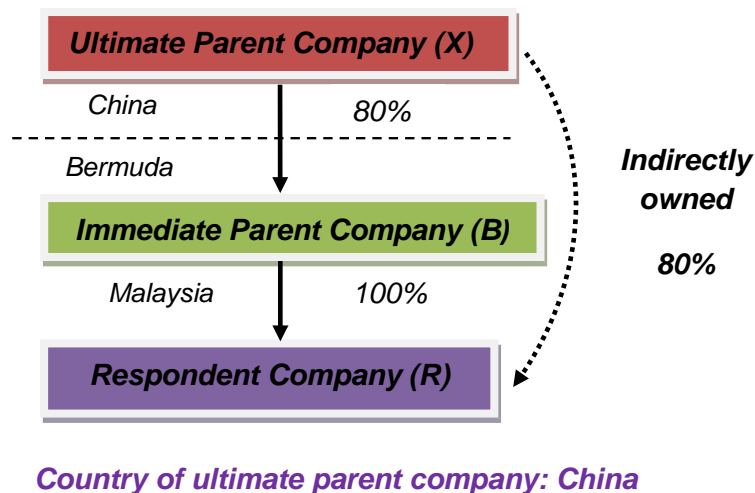 Ultimate Parent Company (X)
China 80%
Bermuda
Indirectly
owned
80%
Immediate Parent Company (B)
Malaysia 100%
Respondent Company (R)
Country of ultimate parent company: China